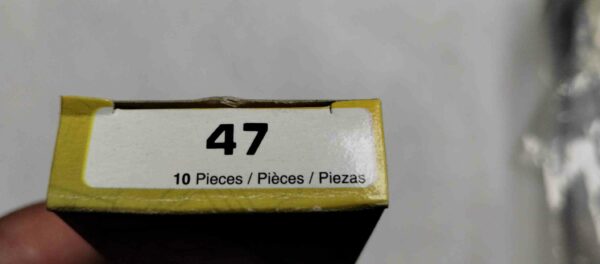 47
10 Pieces / Pièces / Piezas